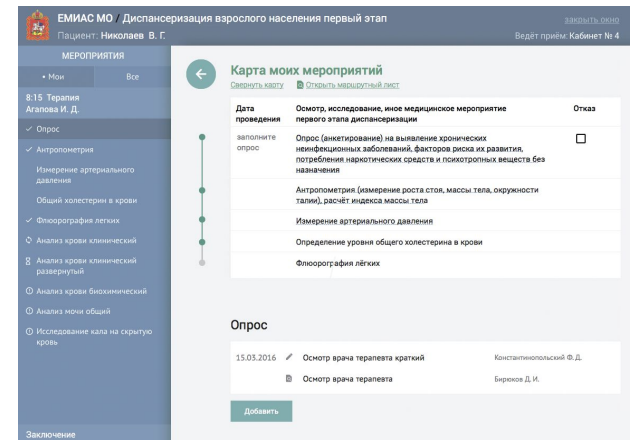 ЕМИАС МО / Диспансеризация взрослого населения первый этап
закрыть окно
Пациент: Николаев В. Г.
Ведёт приём: Кабинет № 4
МЕРОПРИЯТИЯ
• Мои
Все
8:15 Терапия
Агапова И. Д.
Опрос
Антропометрия
Измерение артериального
давления
Общий холестерин в крови
Флюорография легких
Анализ крови клинический
Анализ крови клинический
развернутый
Анализ крови биохимический
Анализ мочи общий
Исследование кала на скрытую
кровь
Заключение
Карта моих мероприятий
Свернуть карту
Открыть маршрутный лист
Дата
проведения
Осмотр, исследование, иное медицинское мероприятие
первого этапа диспансеризации
Отказ
заполните
опрос
Опрос (анкетирование) на выявление хронических
неинфекционных заболеваний, факторов риска их развития,
потребления наркотических средств и психотропных веществ без
назначения
Антропометрия (измерение роста стоя, массы тела, окружности
талии), расчёт индекса массы тела
Измерение артериального давления
Определение уровня общего холестерина в крови
Флюорография лёгких
Опрос
15.03.2016 Осмотр врача терапевта краткий Константинопольский Ф. Д.
Осмотр врача терапевта Бирюков Д. И.
Добавить